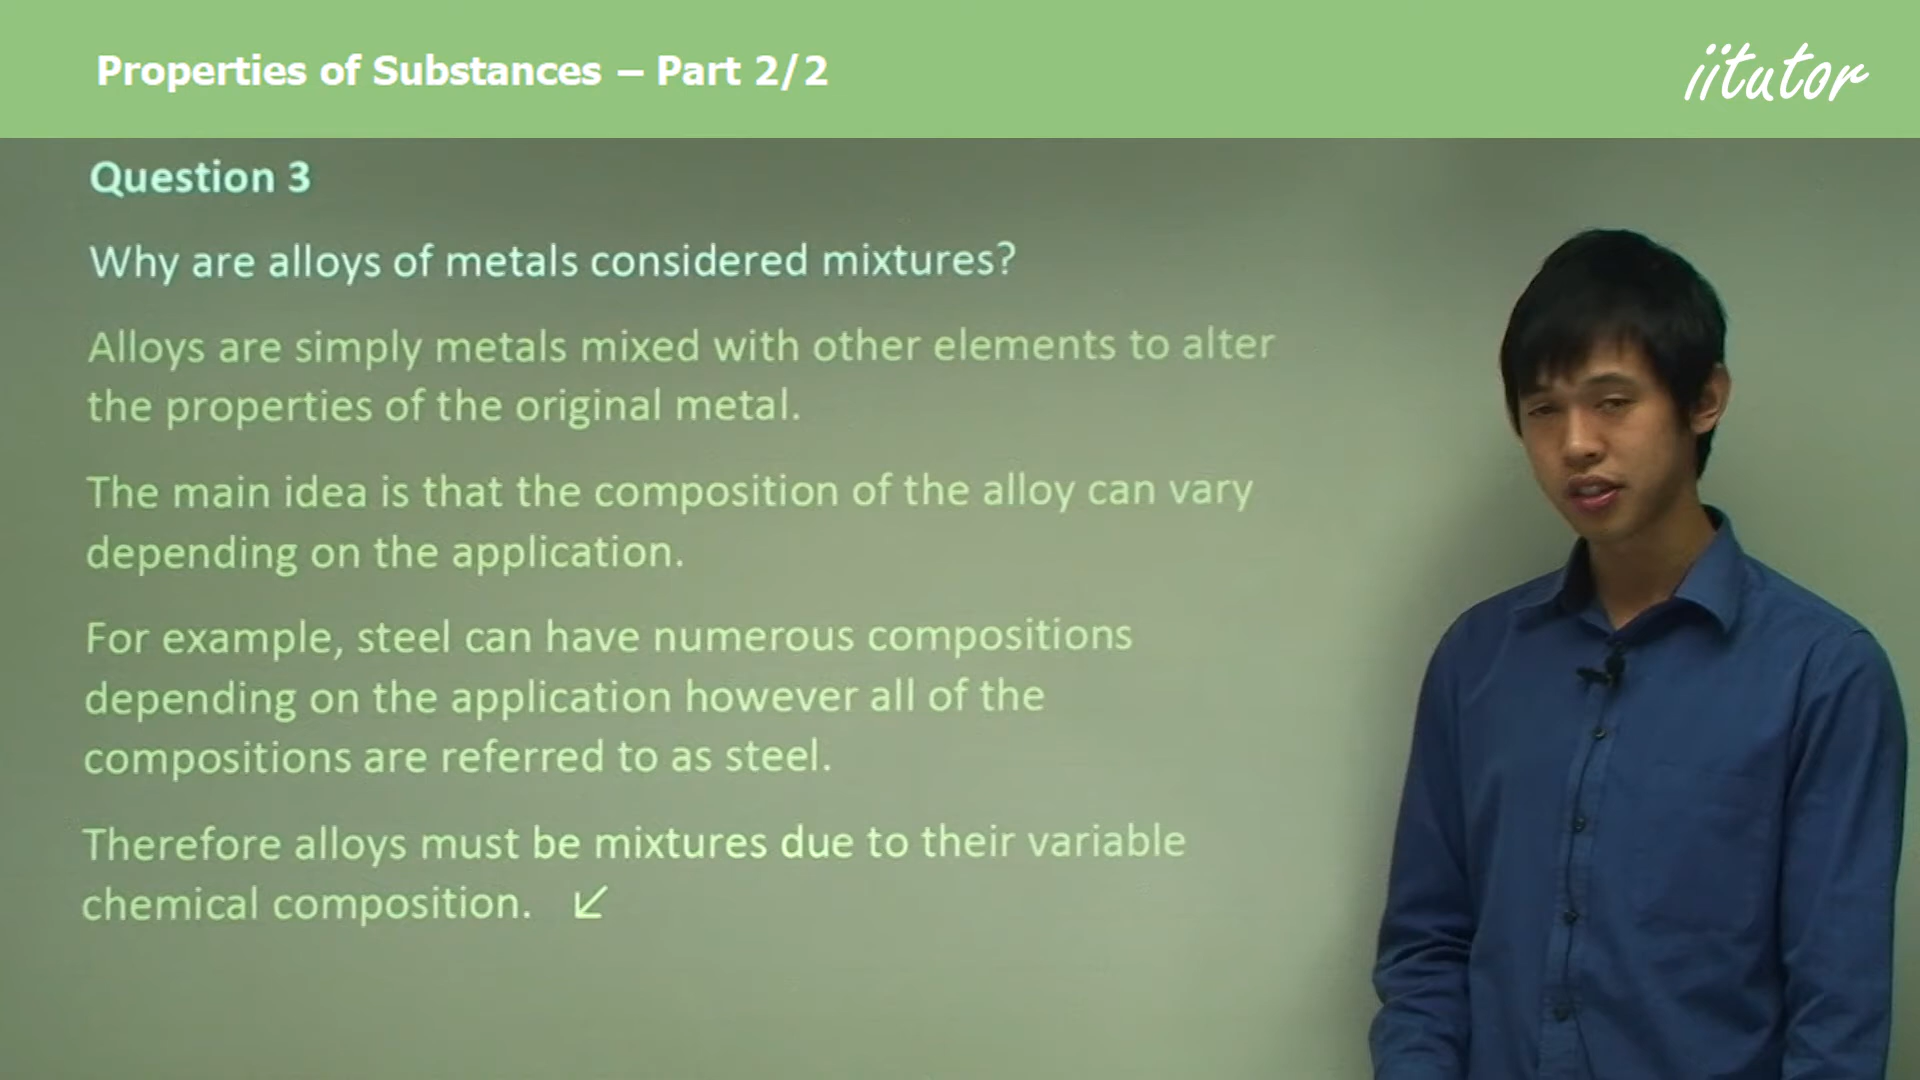 Properties of Substances – Part 2/2
iitutor
Question 3
Why are alloys of metals considered mixtures?
Alloys are simply metals mixed with other elements to alter
the properties of the original metal.
The main idea is that the composition of the alloy can vary
depending on the application.
For example, steel can have numerous compositions
depending on the application however all of the
compositions are referred to as steel.
Therefore alloys must be mixtures due to their variable
chemical composition.